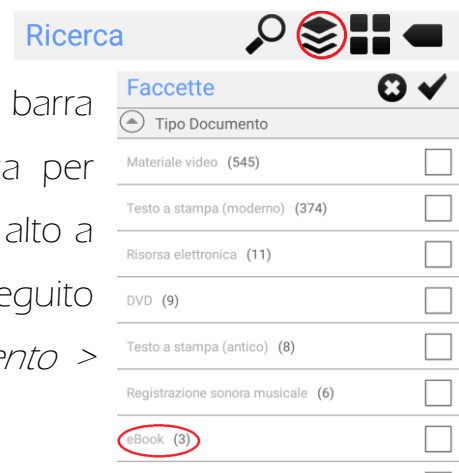 Ricerca
barra
a per
alto a
eguito
ento >
Faccette
Tipo Documento
Materiale video (545)
Testo a stampa (moderno) (374)
Risorsa elettronica (11)
DVD (9)
Testo a stampa (antico) (8)
Registrazione sonora musicale (6)
eBook (3)